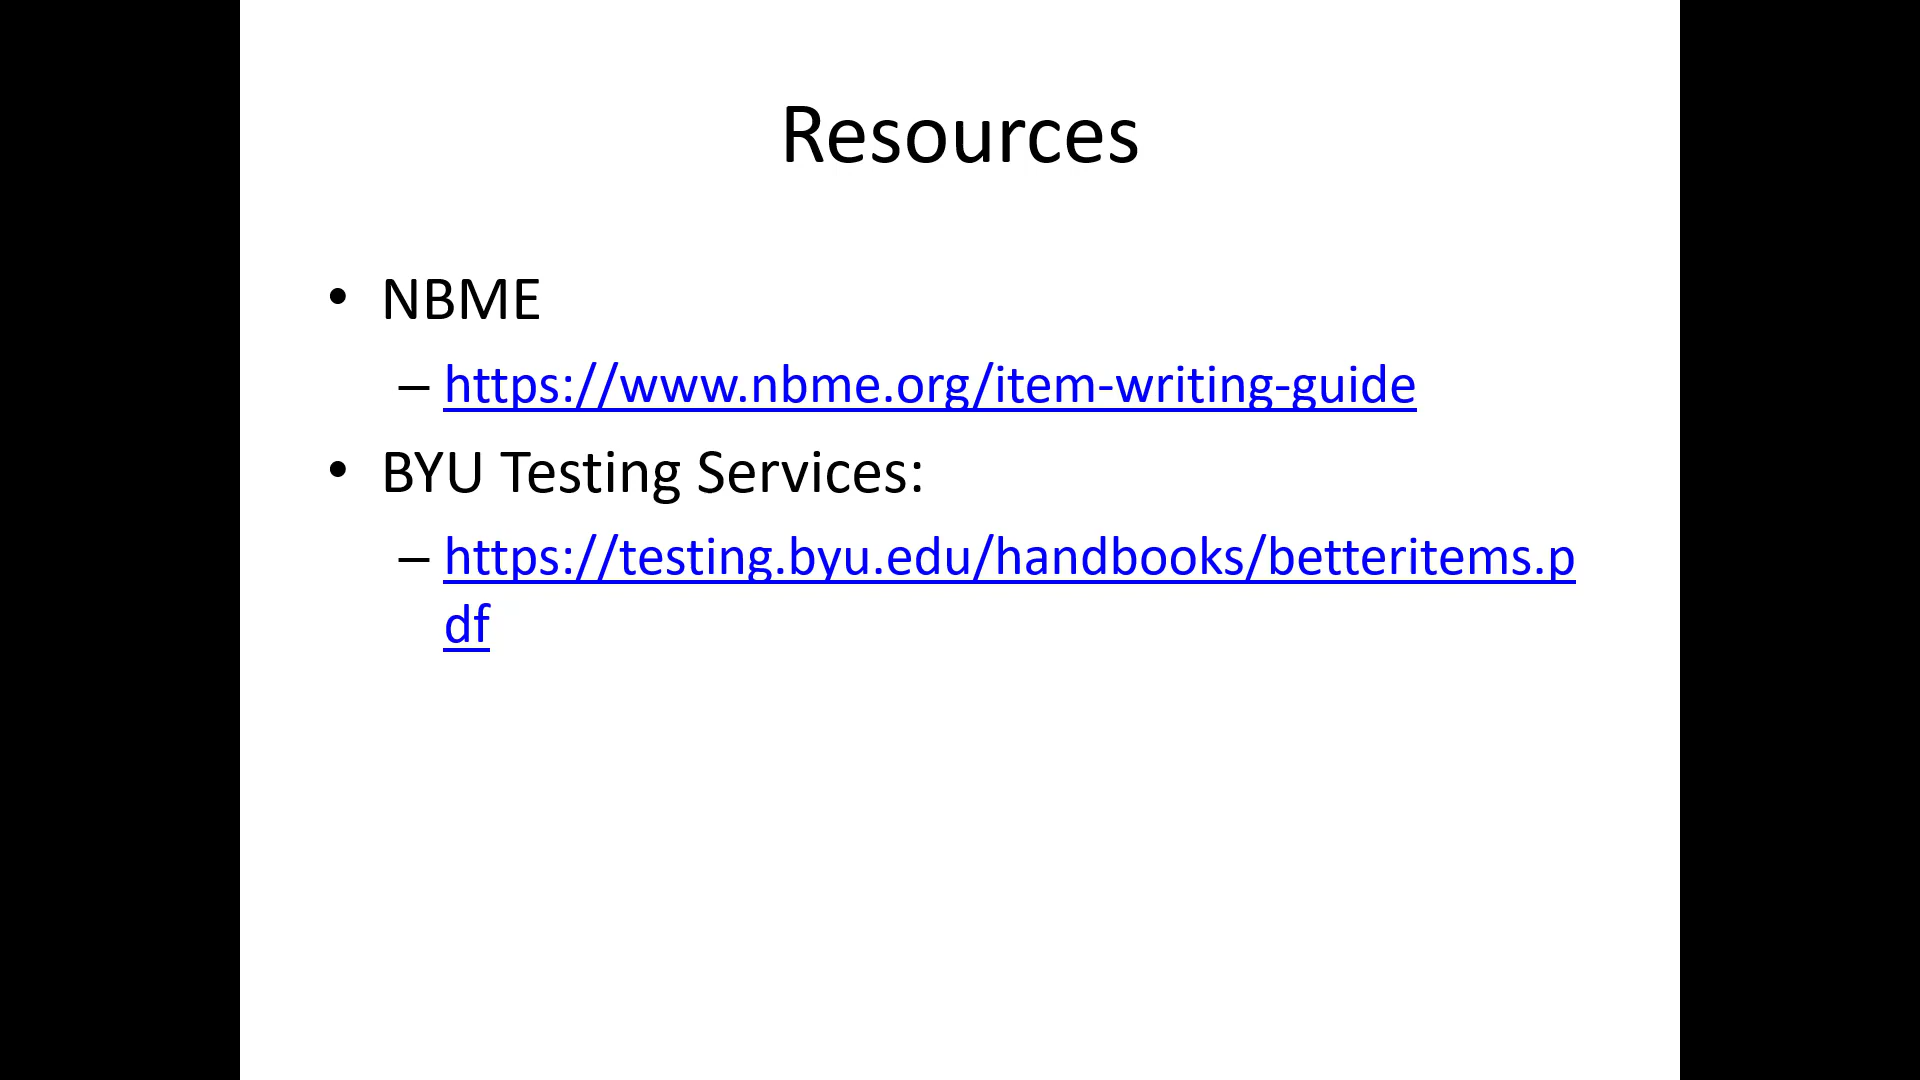 Resources
• NBME
– https://www.nbme.org/item-writing-guide
• BYU Testing Services:
– https://testing.byu.edu/handbooks/betteritems.p
df